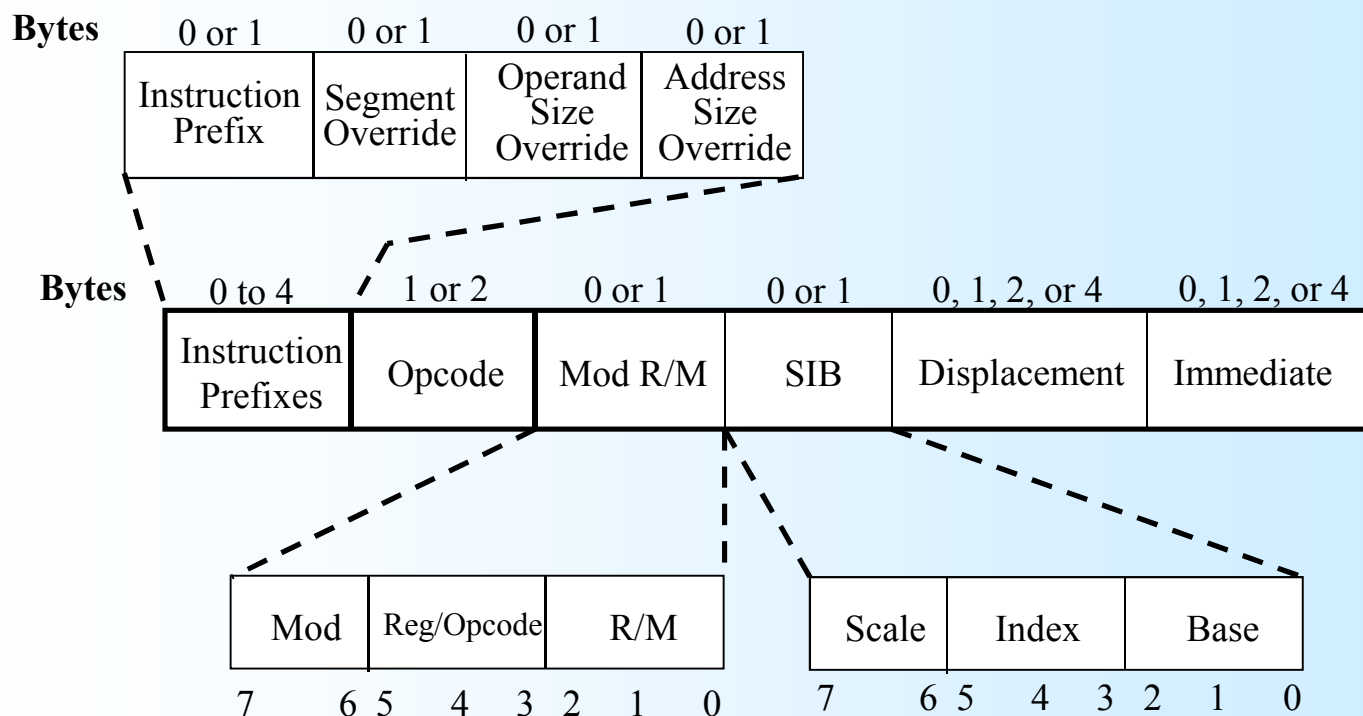 Bytes 0 or 1 0 or 1 0 or 1 0 or 1
Instruction Prefix
Segment Override
Operand Size Override
Address Size Override
Bytes 0 to 4 1 or 2 0 or 1 0 or 1 0, 1, 2, or 4 0, 1, 2, or 4
Instruction Prefixes
Opcode
Mod R/M
SIB
Displacement
Immediate
Mod Reg/Opcode R/M
7 6 5 4 3 2 1 0
Scale Index Base
7 6 5 4 3 2 1 0